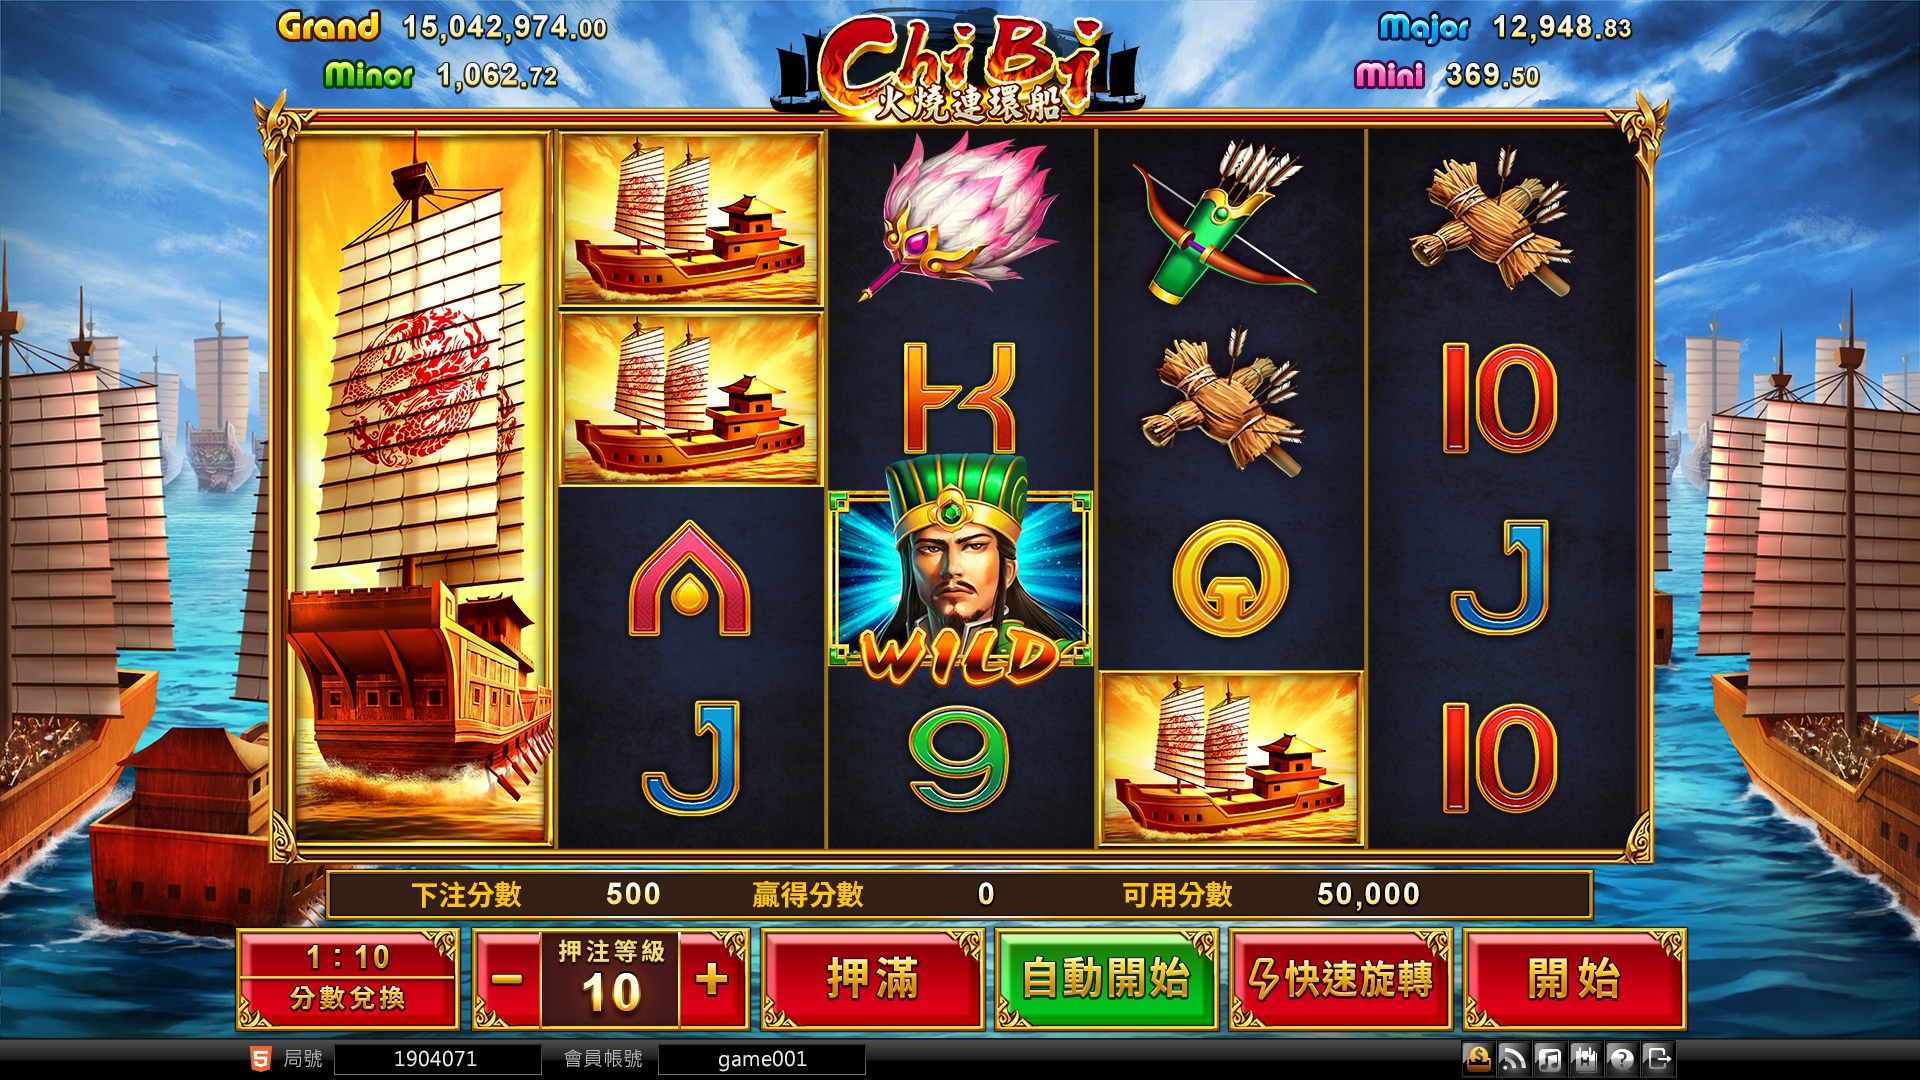 Grand 15,042,974.00
Minor 1,062.72
ChiBi
火燒連環船
Major 12,948.83
Mini 369.50
K
10
A
WILD
Q
J
J
9
10
下注分數 500 贏得分數 0 可用分數 50,000
1 : 10
分數兌換
−
押注等級
10
+
押滿
自動開始
快速旋轉
開始
5 局號 1904071 會員帳號 game001